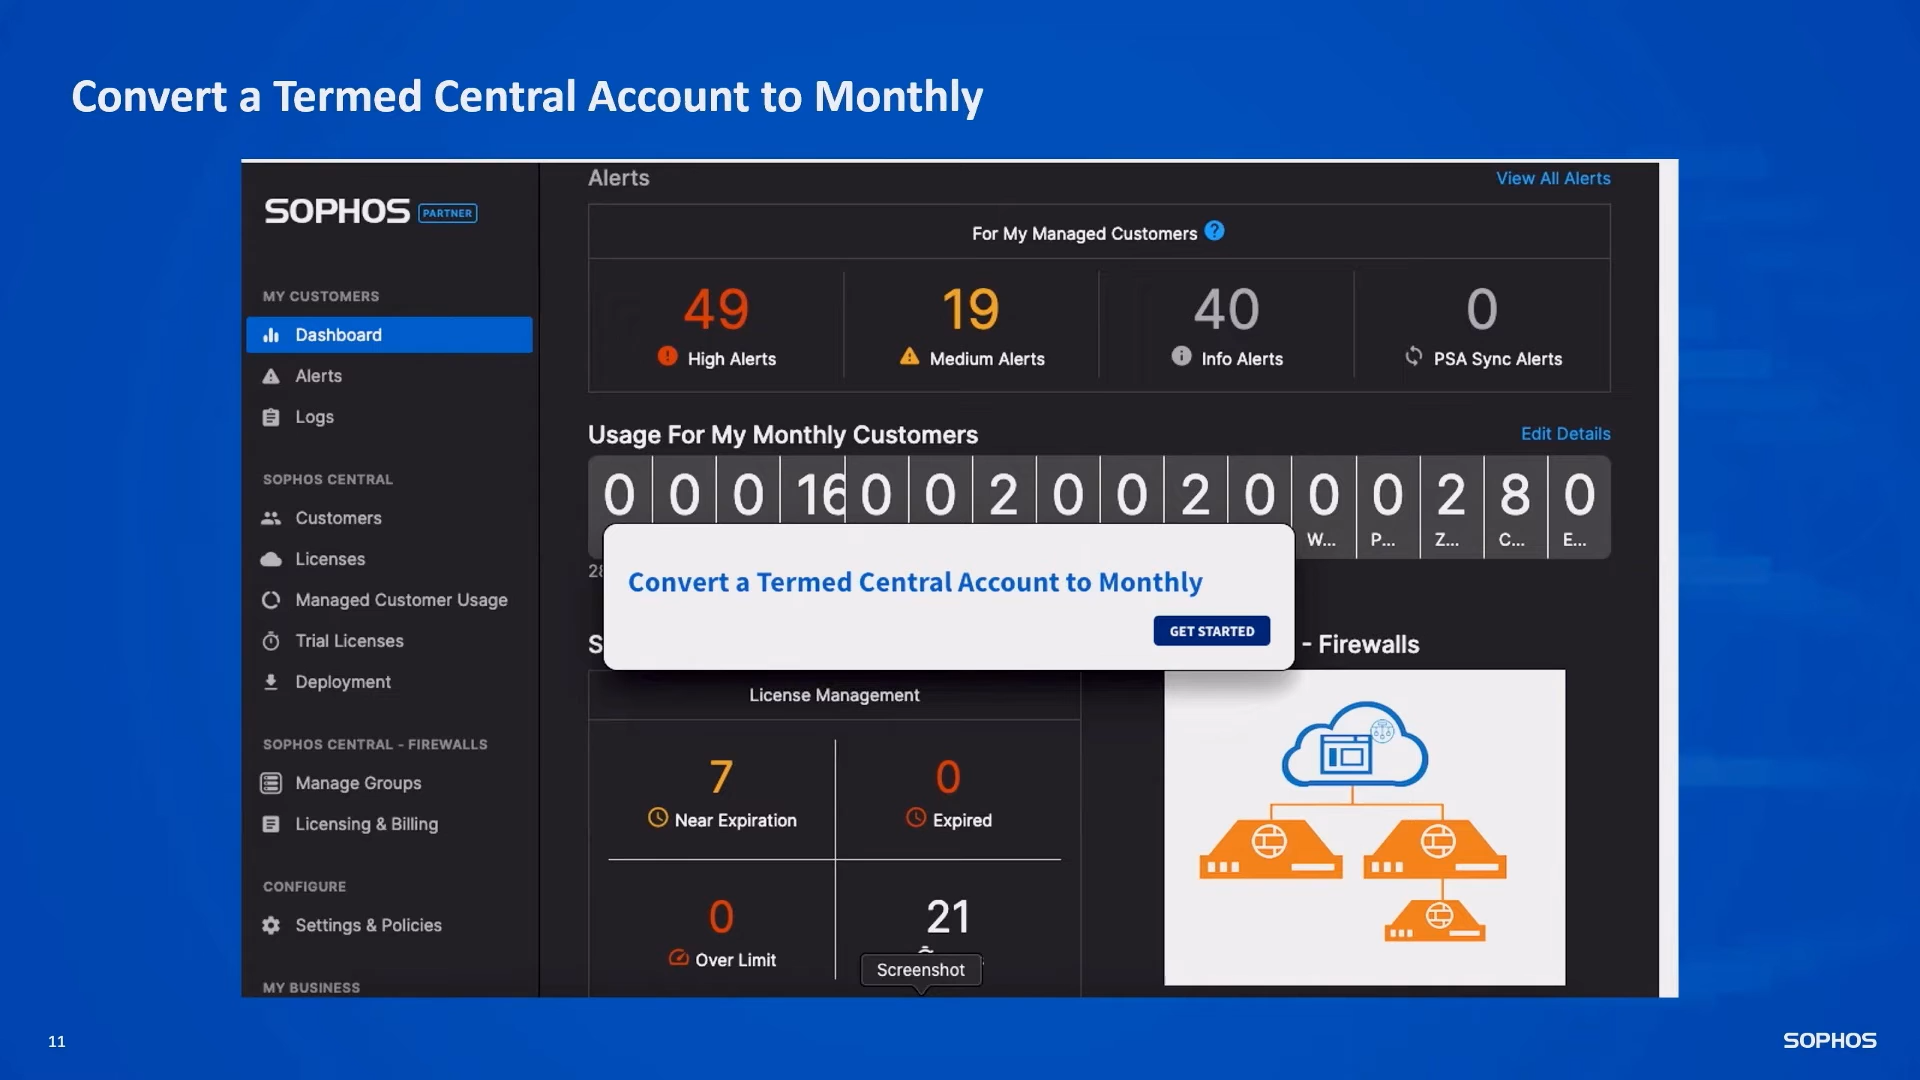 Convert a Termed Central Account to Monthly
SOPHOS PARTNER
MY CUSTOMERS
Dashboard
Alerts
Logs
SOPHOS CENTRAL
Customers
Licenses
Managed Customer Usage
Trial Licenses
Deployment
SOPHOS CENTRAL - FIREWALLS
Manage Groups
Licensing & Billing
CONFIGURE
Settings & Policies
MY BUSINESS
Alerts
View All Alerts
For My Managed Customers ?
49 19 40 0
High Alerts Medium Alerts Info Alerts PSA Sync Alerts
Usage For My Monthly Customers
Edit Details
0 0 0 16 0 0 2 0 0 2 0 0 0 2 8 0
W... P... Z... C... E...
Convert a Termed Central Account to Monthly
GET STARTED
- Firewalls
License Management
7 0
Near Expiration Expired
0 21
Over Limit
Screenshot
11
SOPHOS